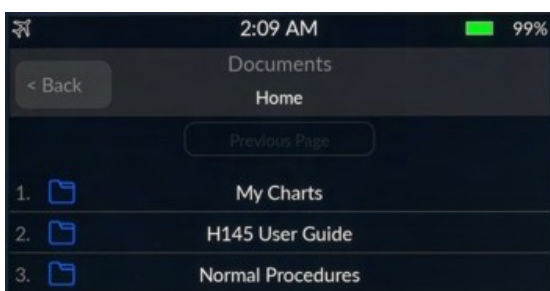 2:09 AM 99%
Documents
< Back
Home
Previous Page
1. My Charts
2. H145 User Guide
3. Normal Procedures